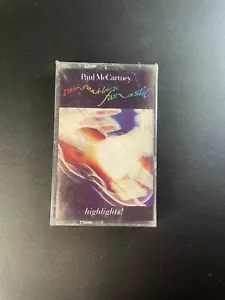 Paul McCartney
tripping the live fantastic
highlights!